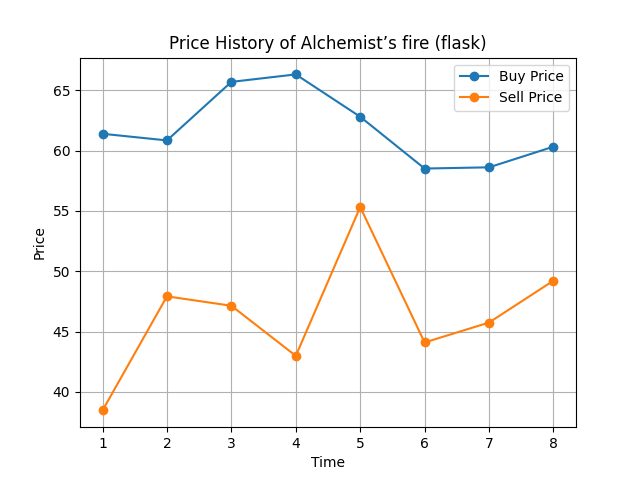 Price History of Alchemist’s fire (flask)
Buy Price
Sell Price
65
60
55
50
45
40
Price
1 2 3 4 5 6 7 8
Time